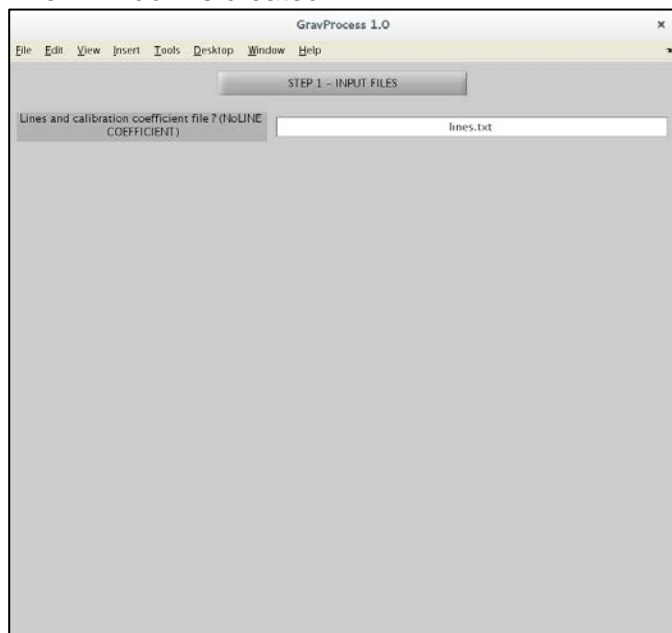 GravProcess 1.0
File Edit View Insert Tools Desktop Window Help
STEP 1 - INPUT FILES
Lines and calibration coefficient file ? (NoLINE
COEFFICIENT)
lines.txt